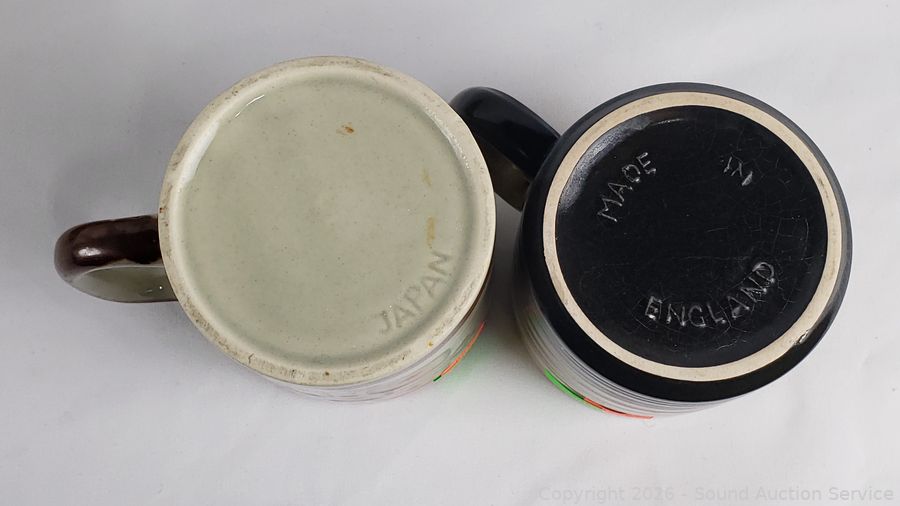 JAPAN
MADE
IN
ENGLAND
Copyright 2026 - Sound Auction Service